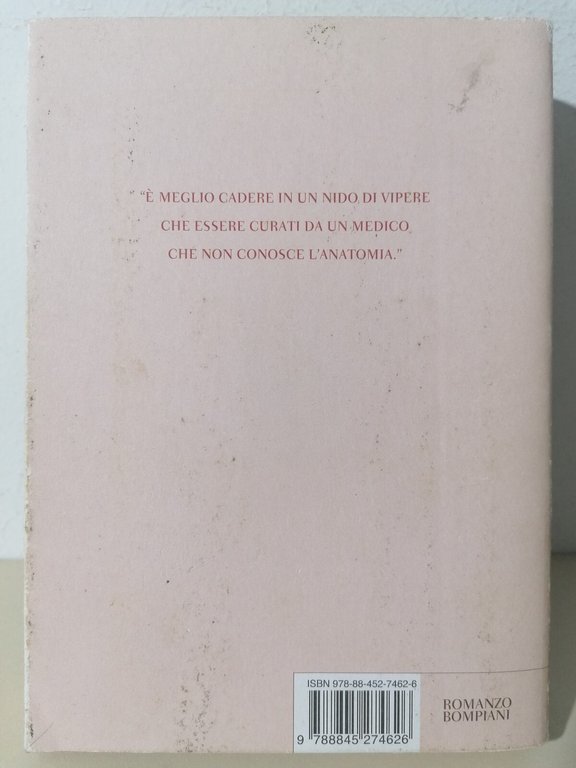 “È MEGLIO CADERE IN UN NIDO DI VIPERE
CHE ESSERE CURATI DA UN MEDICO
CHE NON CONOSCE L’ANATOMIA.”
ISBN 978-88-452-7462-6
9 788845 274626
ROMANZO
BOMPIANI